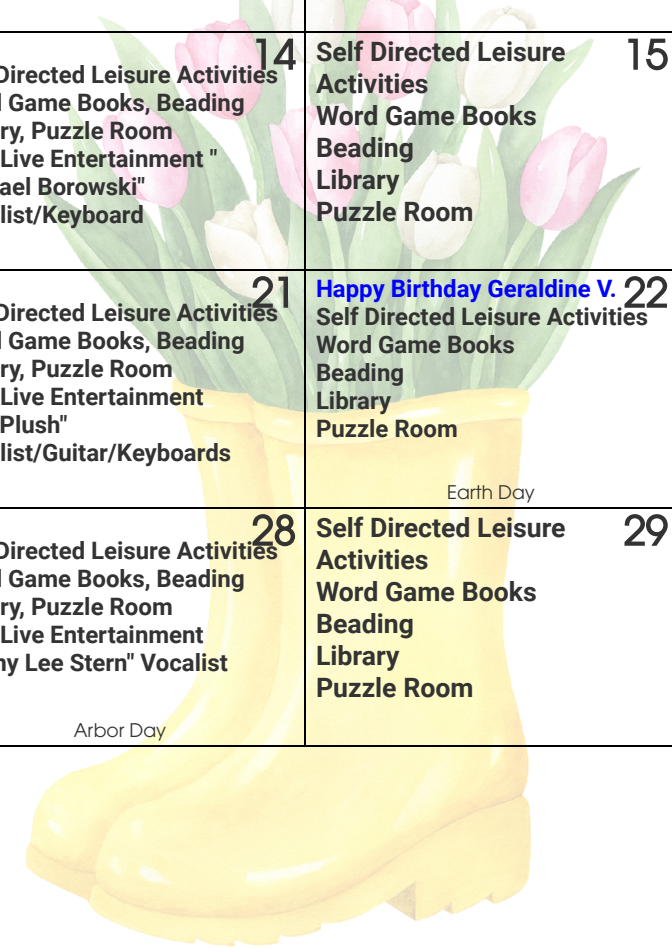 14
Directed Leisure Activities
Game Books, Beading
ry, Puzzle Room
Live Entertainment "
ael Borowski"
list/Keyboard
15
Self Directed Leisure
Activities
Word Game Books
Beading
Library
Puzzle Room
21
Directed Leisure Activities
Game Books, Beading
ry, Puzzle Room
Live Entertainment
Plush"
list/Guitar/Keyboards
Happy Birthday Geraldine V. 22
Self Directed Leisure Activities
Word Game Books
Beading
Library
Puzzle Room
Earth Day
28
Directed Leisure Activities
Game Books, Beading
ry, Puzzle Room
Live Entertainment
ny Lee Stern" Vocalist
Arbor Day
29
Self Directed Leisure
Activities
Word Game Books
Beading
Library
Puzzle Room